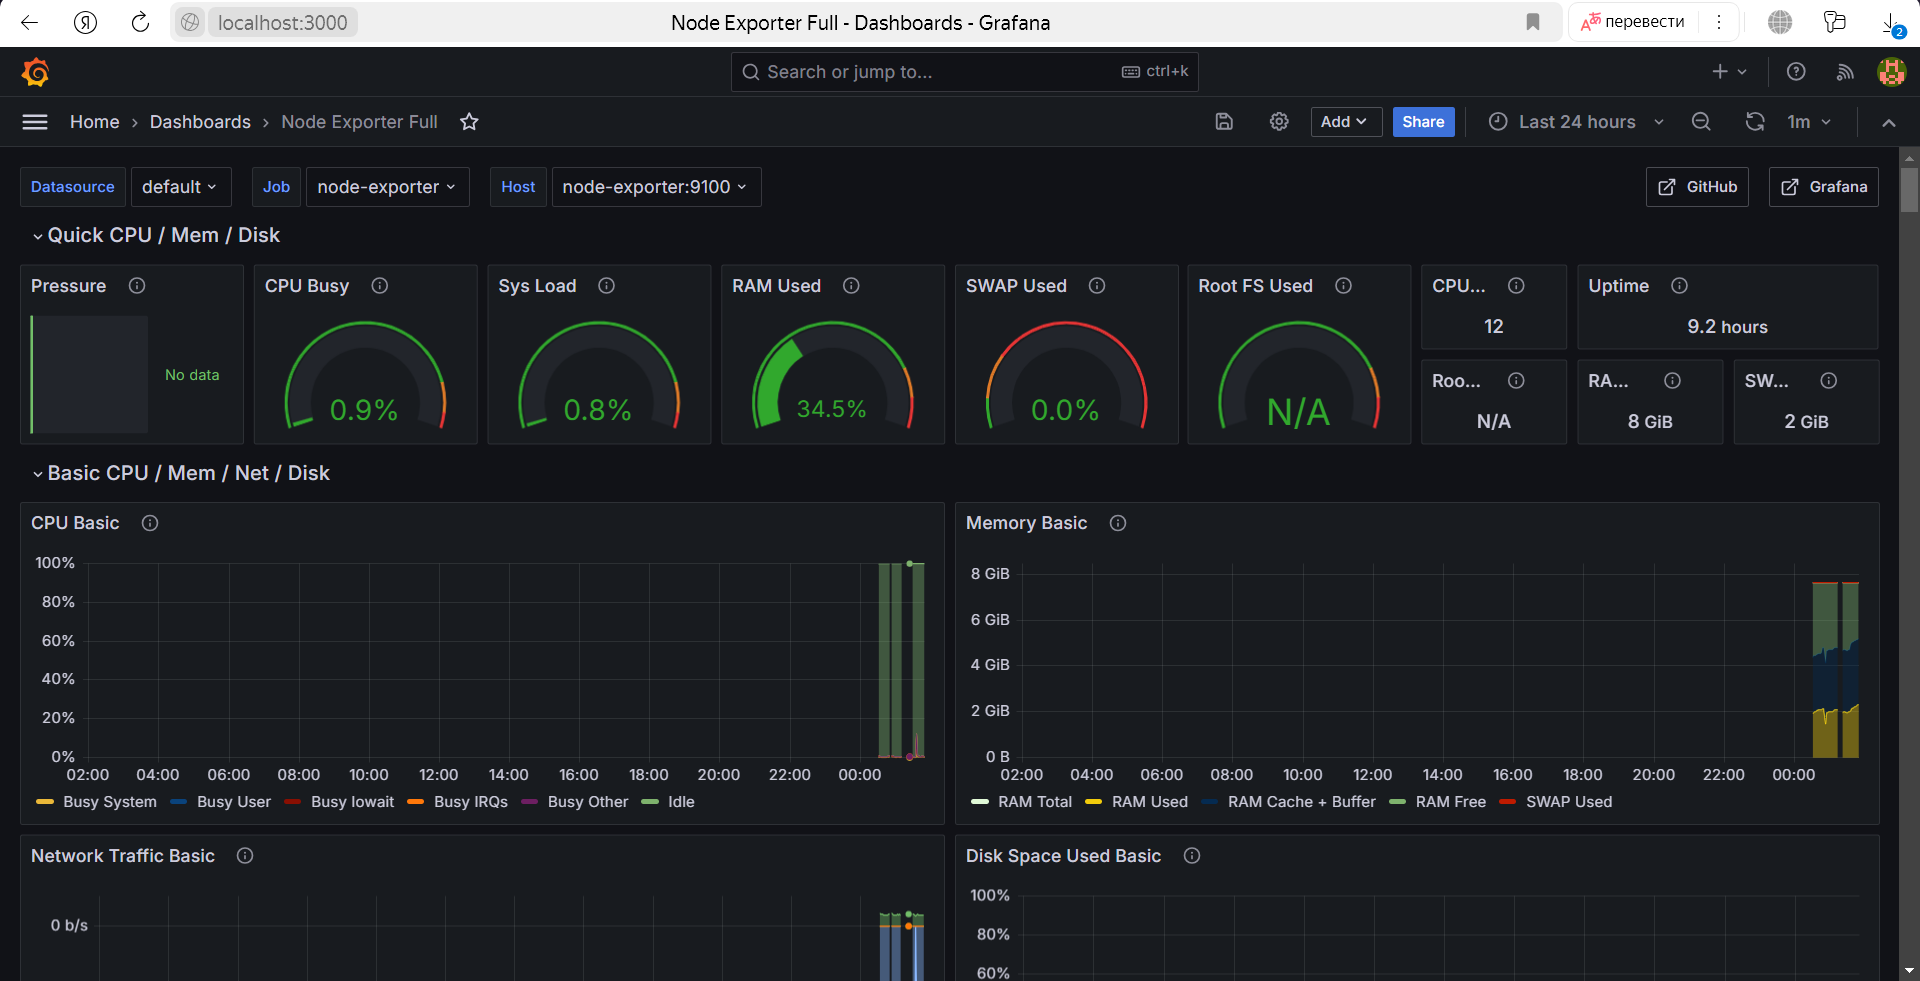 localhost:3000
Node Exporter Full - Dashboards - Grafana
перевести
2
Search or jump to...
ctrl+k
Home › Dashboards › Node Exporter Full
Add
Share
Last 24 hours
1m
Datasource
default
Job
node-exporter
Host
node-exporter:9100
GitHub
Grafana
Quick CPU / Mem / Disk
Pressure
CPU Busy
Sys Load
RAM Used
SWAP Used
Root FS Used
CPU...
Uptime
12
9.2 hours
No data
0.9%
0.8%
34.5%
0.0%
N/A
Roo...
RA...
SW...
N/A
8 GiB
2 GiB
Basic CPU / Mem / Net / Disk
CPU Basic
100%
80%
60%
40%
20%
0%
02:00 04:00 06:00 08:00 10:00 12:00 14:00 16:00 18:00 20:00 22:00 00:00
Busy System Busy User Busy Iowait Busy IRQs Busy Other Idle
Memory Basic
8 GiB
6 GiB
4 GiB
2 GiB
0 B
02:00 04:00 06:00 08:00 10:00 12:00 14:00 16:00 18:00 20:00 22:00 00:00
RAM Total RAM Used RAM Cache + Buffer RAM Free SWAP Used
Network Traffic Basic
0 b/s
Disk Space Used Basic
100%
80%
60%